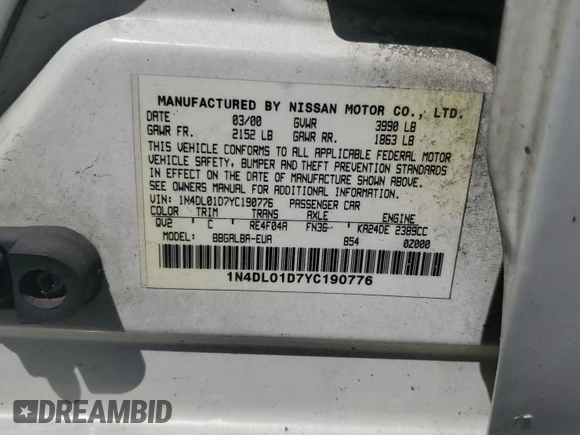 MANUFACTURED BY NISSAN MOTOR CO., LTD.
DATE 03/00 GVWR 3990 LB
GAWR FR. 2152 LB GAWR RR. 1863 LB
THIS VEHICLE CONFORMS TO ALL APPLICABLE FEDERAL MOTOR
VEHICLE SAFETY, BUMPER AND THEFT PREVENTION STANDARDS
IN EFFECT ON THE DATE OF MANUFACTURE SHOWN ABOVE.
SEE OWNERS MANUAL FOR ADDITIONAL INFORMATION
VIN: 1N4DL01D7YC190776 PASSENGER CAR
COLOR TRIM TRANS AXLE ENGINE
QV2 C RE4F04A FN36 KA24DE 2389CC
MODEL: BBGALBA-EUA 854 0Z000
1N4DL01D7YC190776
DREAMBID